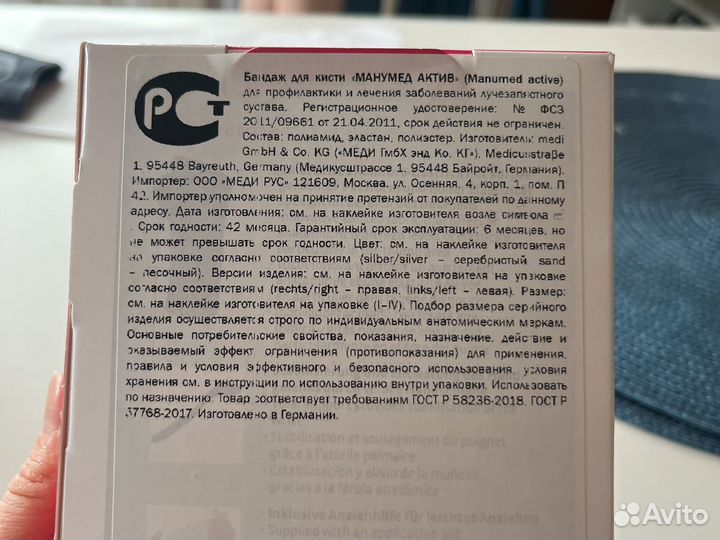 РСТ
Бандаж для кисти «МАНУМЕД АКТИВ» (Manumed active)
для профилактики и лечения заболеваний лучезапястного
сустава. Регистрационное удостоверение: № ФСЗ
2011/09661 от 21.04.2011, срок действия не ограничен.
Состав: полиамид, эластан, полиэстер. Изготовитель: medi
GmbH & Co. KG («МЕДИ ГмбХ энд Ко. КГ»), Medicusstraße
1, 95448 Bayreuth, Germany (Медикусштрассе 1, 95448 Байройт, Германия).
Импортер: ООО «МЕДИ РУС» 121609, Москва, ул. Осенняя, 4, корп. 1, пом. П
42. Импортер уполномочен на принятие претензий от покупателей по данному
адресу. Дата изготовления: см. на наклейке изготовителя возле символа
. Срок годности: 42 месяца. Гарантийный срок эксплуатации: 6 месяцев, но
не может превышать срок годности. Цвет: см. на наклейке изготовителя
на упаковке согласно соответствиям (silber/silver – серебристый sand
– песочный). Версии изделия: см. на наклейке изготовителя на упаковке
согласно соответствиям (rechts/right – правая, links/left – левая). Размер:
см. на наклейке изготовителя на упаковке (I–IV). Подбор размера серийного
изделия осуществляется строго по индивидуальным анатомическим меркам.
Основные потребительские свойства, показания, назначение, действие и
оказываемый эффект, ограничения (противопоказания) для применения,
правила и условия эффективного и безопасного использования, условия
хранения см. в инструкции по использованию внутри упаковки. Использовать
по назначению. Товар соответствует требованиям ГОСТ Р 58236-2018, ГОСТ Р
57768-2017. Изготовлено в Германии.
• Stabilisation et soulagement du poignet
grâce à l'attelle palmaire
• Estabilización y alivio de la muñeca,
gracias a la férula anatómica
• Inklusive Anziehhilfe für leichtes Anziehen
• Supplied with an application aid
Avito